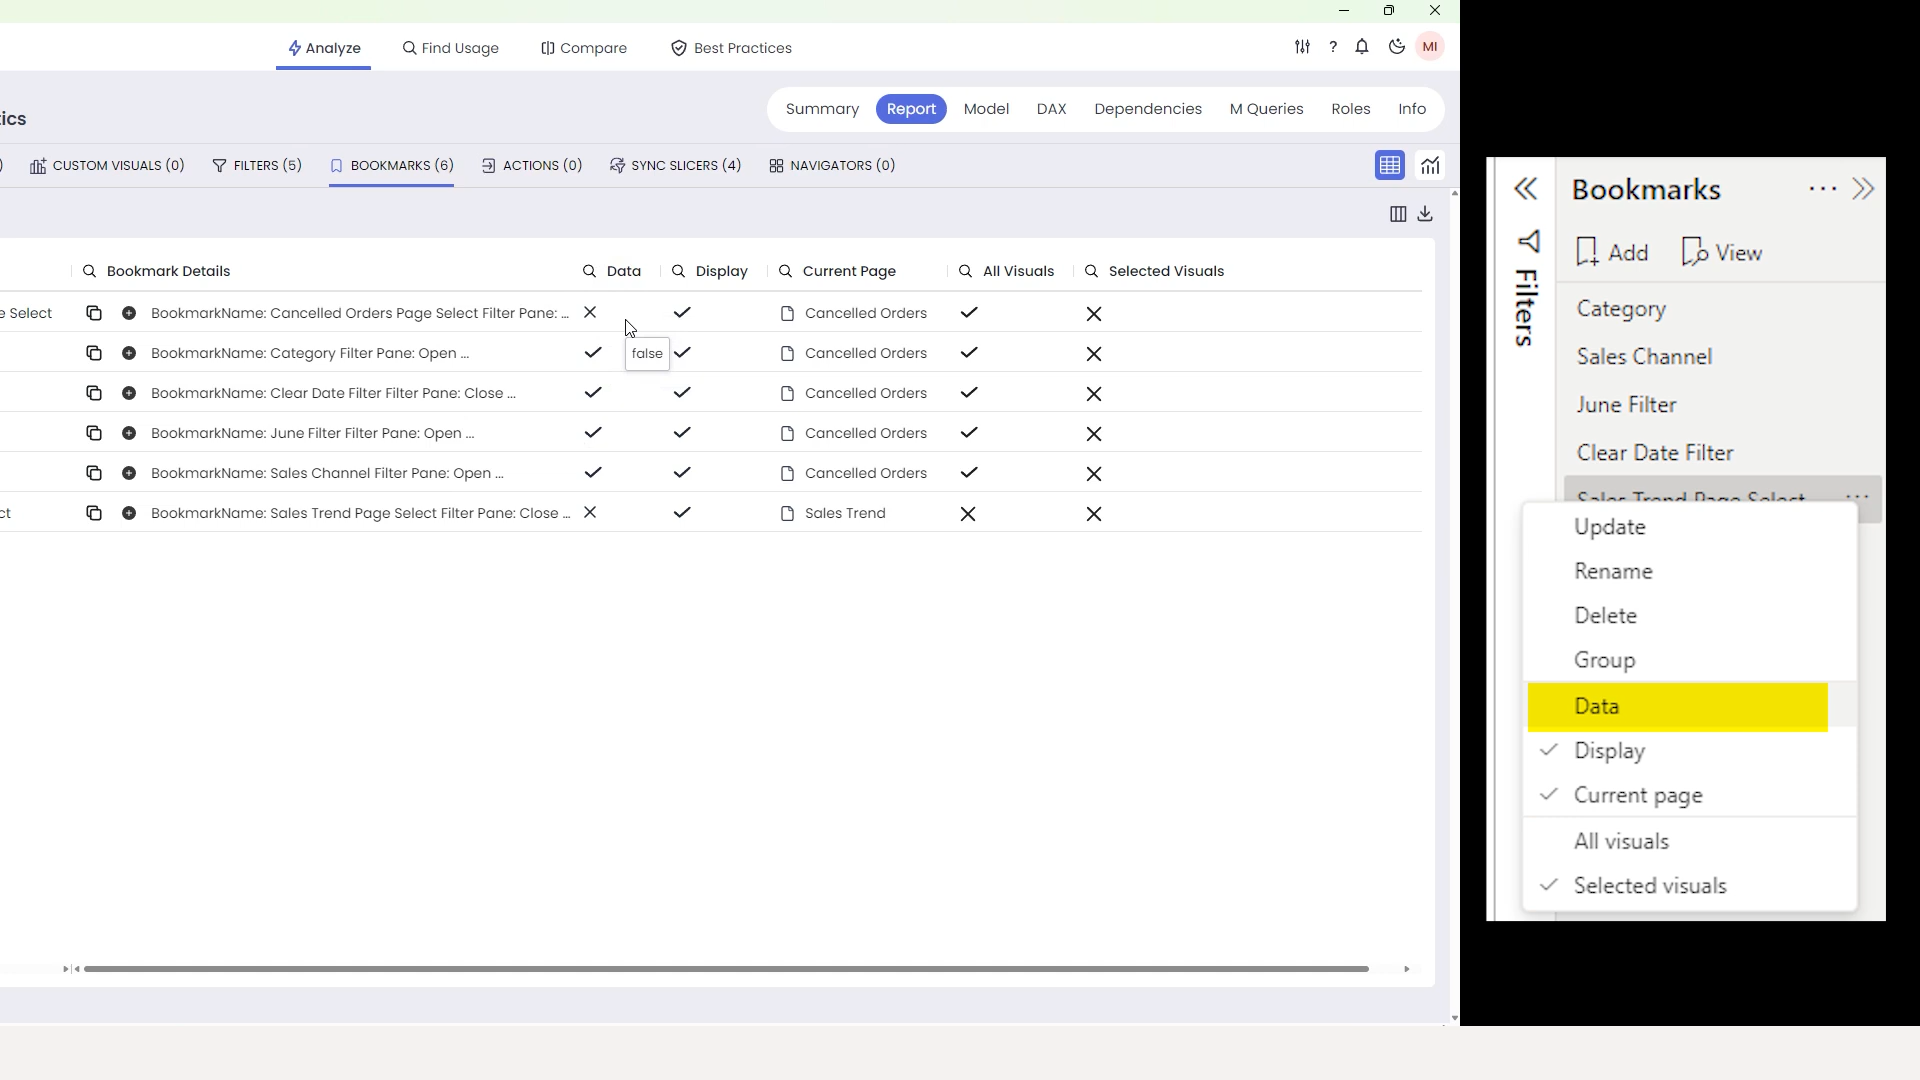 Analyze Find Usage Compare Best Practices ? MI
tics
Summary Report Model DAX Dependencies M Queries Roles Info
) CUSTOM VISUALS (0) FILTERS (5) BOOKMARKS (6) ACTIONS (0) SYNC SLICERS (4) NAVIGATORS (0)
Bookmark Details Data Display Current Page All Visuals Selected Visuals
e Select BookmarkName: Cancelled Orders Page Select Filter Pane: ... Cancelled Orders
BookmarkName: Category Filter Pane: Open ... Cancelled Orders
false
BookmarkName: Clear Date Filter Filter Pane: Close ... Cancelled Orders
BookmarkName: June Filter Filter Pane: Open ... Cancelled Orders
BookmarkName: Sales Channel Filter Pane: Open ... Cancelled Orders
ct BookmarkName: Sales Trend Page Select Filter Pane: Close ... Sales Trend
Filters
Bookmarks ...
Add View
Category
Sales Channel
June Filter
Clear Date Filter
Sales Trend Page Select ...
Update
Rename
Delete
Group
Data
Display
Current page
All visuals
Selected visuals